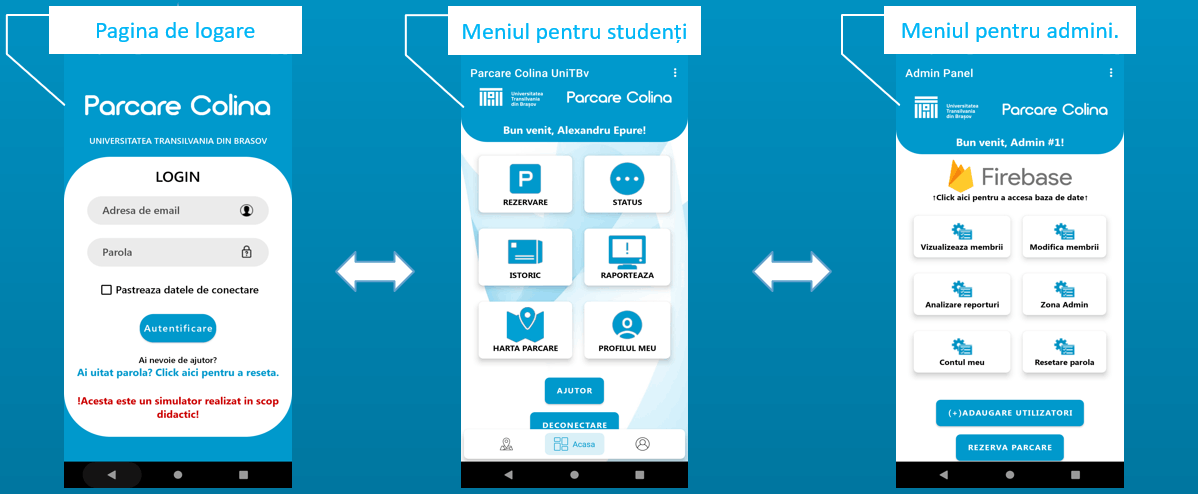 Pagina de logare
Parcare Colina
UNIVERSITATEA TRANSILVANIA DIN BRASOV
LOGIN
Adresa de email
Parola
Pastreaza datele de conectare
Autentificare
Ai nevoie de ajutor?
Ai uitat parola? Click aici pentru a reseta.
!Acesta este un simulator realizat in scop
didactic!
Meniul pentru studenți
Parcare Colina UniTBv
Universitatea
Transilvania
din Brașov
Parcare Colina
Bun venit, Alexandru Epure!
P
REZERVARE
STATUS
ISTORIC
RAPORTEAZA
HARTA PARCARE
PROFILUL MEU
AJUTOR
DECONECTARE
Acasa
Meniul pentru admini.
Admin Panel
Universitatea
Transilvania
din Brașov
Parcare Colina
Bun venit, Admin #1!
Firebase
↑Click aici pentru a accesa baza de date↑
Vizualizeaza membrii
Modifica membrii
Analizare reporturi
Zona Admin
Contul meu
Resetare parola
(+)ADAUGARE UTILIZATORI
REZERVA PARCARE